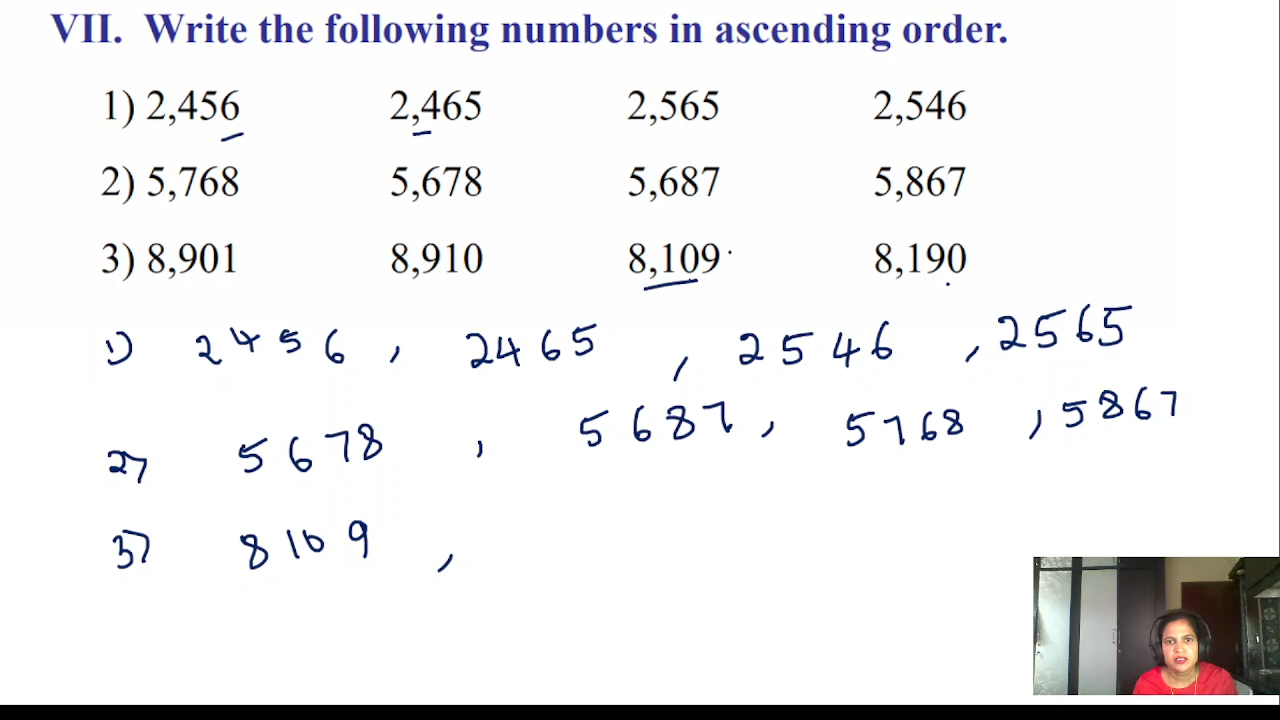 VII. Write the following numbers in ascending order.
1) 2,456 2,465 2,565 2,546
2) 5,768 5,678 5,687 5,867
3) 8,901 8,910 8,109 8,190
1) 2456, 2465, 2546, 2565
2) 5678, 5687, 5768, 5867
3) 8109,